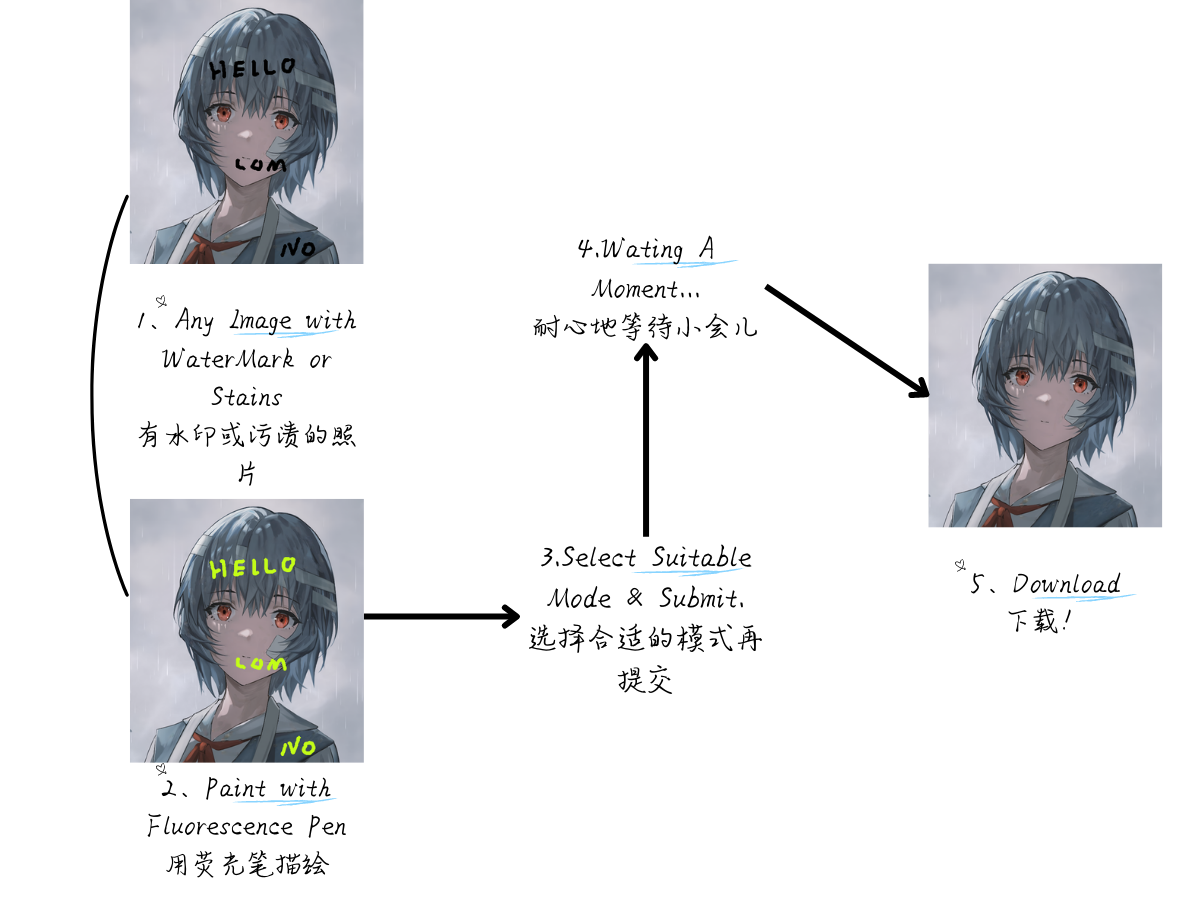 HELLO
LOM
NO
1、Any Image with
WaterMark or
Stains
有水印或污渍的照
片
HELLO
LOM
NO
2、Paint with
Fluorescence Pen
用荧光笔描绘
3.Select Suitable
Mode & Submit.
选择合适的模式再
提交
4.Wating A
Moment...
耐心地等待小会儿
5、Download
下载！